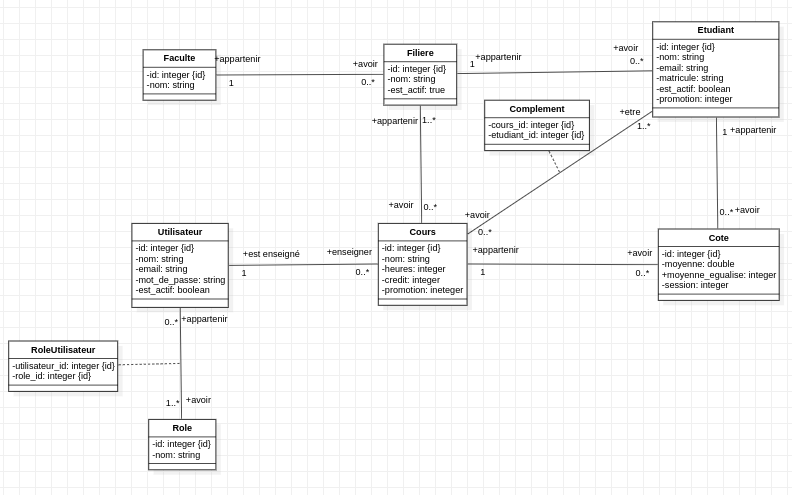 Faculte
-id: integer {id}
-nom: string
+appartenir
1
+avoir
0..*
Filiere
-id: integer {id}
-nom: string
-est_actif: true
+appartenir
1
+avoir
0..*
Etudiant
-id: integer {id}
-nom: string
-email: string
-matricule: string
-est_actif: boolean
-promotion: integer
Complement
-cours_id: integer {id}
-etudiant_id: integer {id}
+etre
1..*
+appartenir
1..*
1
+appartenir
+avoir
0..*
+avoir
0..*
0..*
+avoir
Utilisateur
-id: integer {id}
-nom: string
-email: string
-mot_de_passe: string
-est_actif: boolean
+est enseigné
1
+enseigner
0..*
Cours
-id: integer {id}
-nom: string
-heures: integer
-credit: integer
-promotion: ineteger
+appartenir
1
+avoir
0..*
Cote
-id: integer {id}
-moyenne: double
+moyenne_egualise: integer
-session: integer
0..*
+appartenir
RoleUtilisateur
-utilisateur_id: integer {id}
-role_id: integer {id}
1..*
+avoir
Role
-id: integer {id}
-nom: string